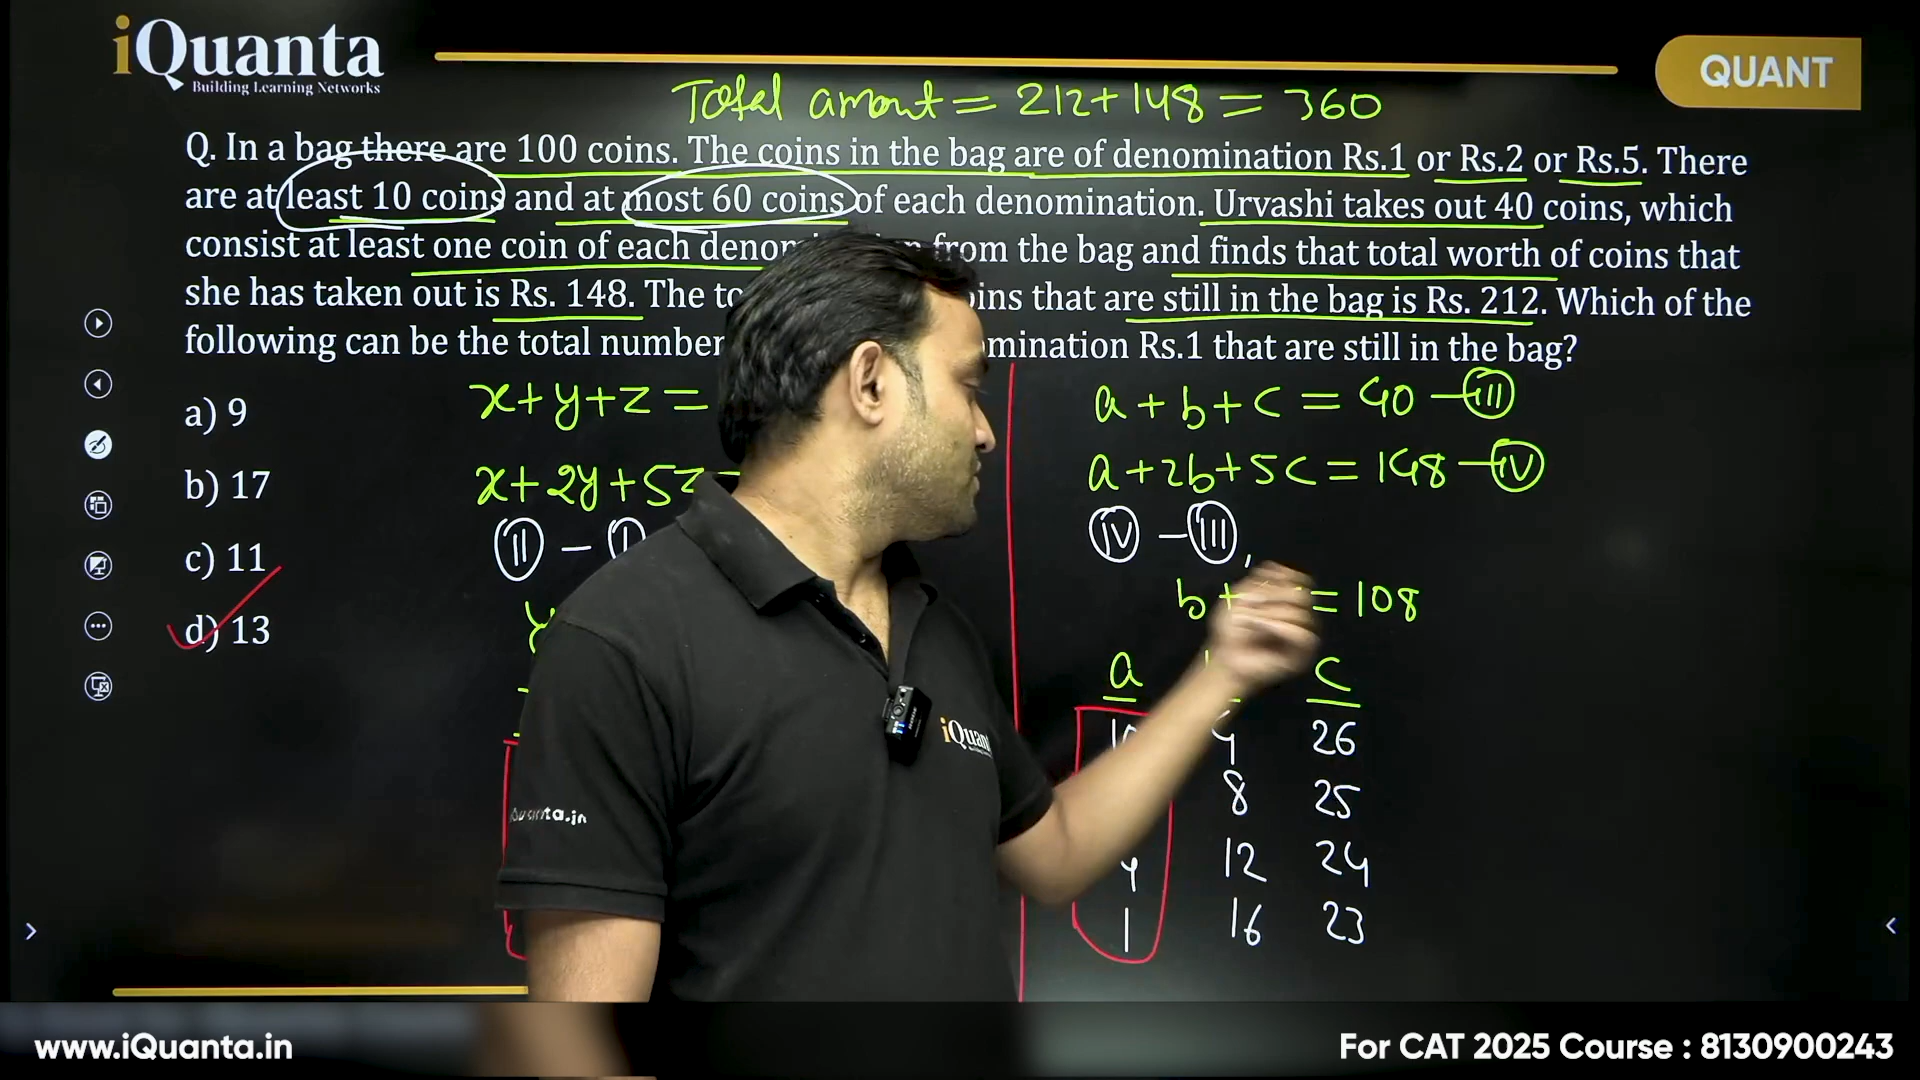 iQuanta
Building Learning Networks
QUANT
Total amount = 212+148 = 360
Q. In a bag there are 100 coins. The coins in the bag are of denomination Rs.1 or Rs.2 or Rs.5. There
are at least 10 coins and at most 60 coins of each denomination. Urvashi takes out 40 coins, which
consist at least one coin of each from the bag and finds that total worth of coins that
she has taken out is Rs. 148. The that are still in the bag is Rs. 212. Which of the
following can be the total Rs.1 that are still in the bag?
a) 9
b) 17
c) 11
d) 13
x+y+z =
x+2y+5z
II - I
a + b + c = 40 - III
a + 2b + 5c = 148 - IV
IV - III,
b + = 108
a c
4 26
8 25
4 12 24
1 16 23
iQuanta.in
www.iQuanta.in
For CAT 2025 Course : 8130900243